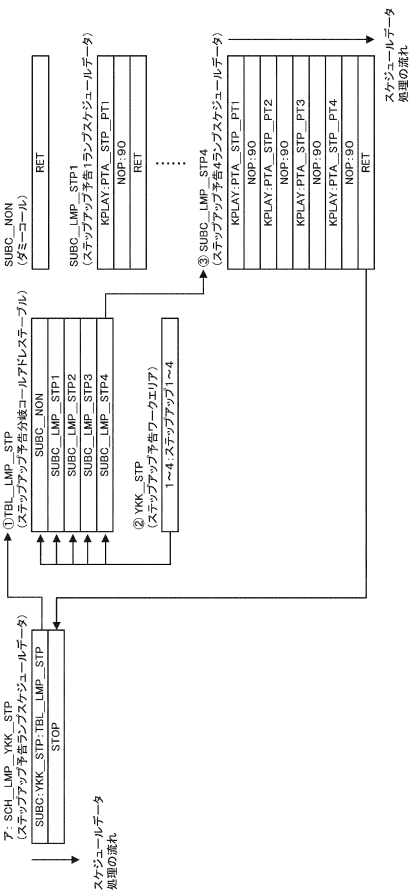 ア: SCH_LMP_YKK_STP
(ステップアップ予告ランプスケジュールデータ)
SUBC:YKK_STP:TBL_LMP_STP
STOP
スケジュールデータ
処理の流れ
①TBL_LMP_STP
(ステップアップ予告分岐コールアドレステーブル)
SUBC_NON
SUBC_LMP_STP1
SUBC_LMP_STP2
SUBC_LMP_STP3
SUBC_LMP_STP4
② YKK_STP
(ステップアップ予告ワークエリア)
1～4:ステップアップ1～4
SUBC_NON
(ダミーコール)
RET
SUBC_LMP_STP1
(ステップアップ予告1ランプスケジュールデータ)
KPLAY:PTA_STP_PT1
NOP:90
RET
……
③ SUBC_LMP_STP4
(ステップアップ予告4ランプスケジュールデータ)
KPLAY:PTA_STP_PT1
NOP:90
KPLAY:PTA_STP_PT2
NOP:90
KPLAY:PTA_STP_PT3
NOP:90
KPLAY:PTA_STP_PT4
NOP:90
RET
スケジュールデータ
処理の流れ